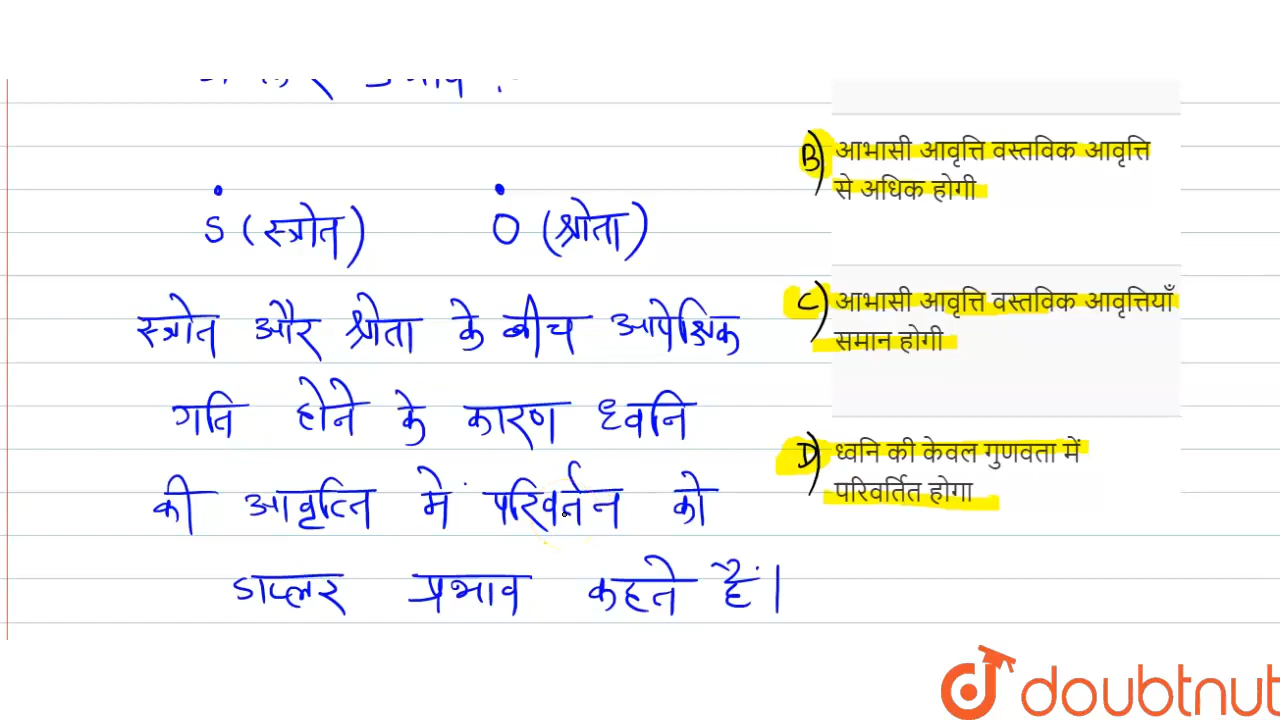 S (स्त्रोत) O (श्रोता)
स्त्रोत और श्रोता के बीच आपेक्षिक
गति होने के कारण ध्वनि
की आवृत्ति में परिवर्तन को
डाप्लर प्रभाव कहते हैं।
B) आभासी आवृत्ति वस्तविक आवृत्ति
से अधिक होगी
C) आभासी आवृत्ति वस्तविक आवृत्तियाँ
समान होगी
D) ध्वनि की केवल गुणवता में
परिवर्तित होगा
doubtnut